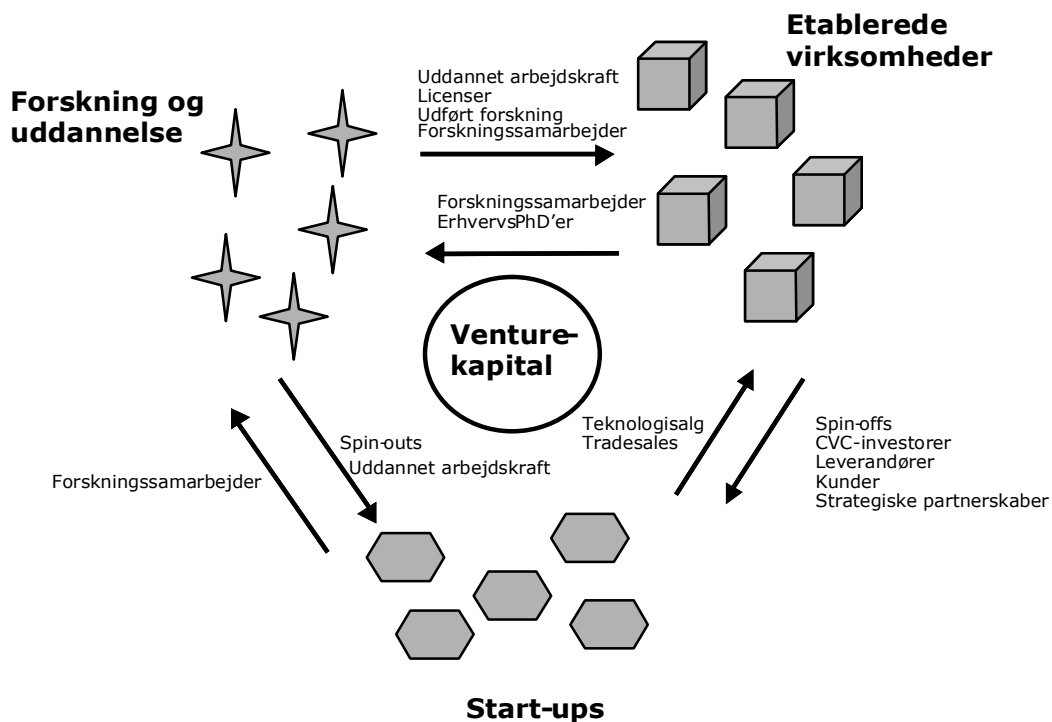 Etablerede
virksomheder
Forskning og
uddannelse
Uddannet arbejdskraft
Licenser
Udført forskning
Forskningssamarbejder
Forskningssamarbejder
ErhvervsPhD'er
Venture-
kapital
Teknologisalg
Tradesales
Spin-offs
CVC-investorer
Leverandører
Kunder
Strategiske partnerskaber
Spin-outs
Uddannet arbejdskraft
Forskningssamarbejder
Start-ups